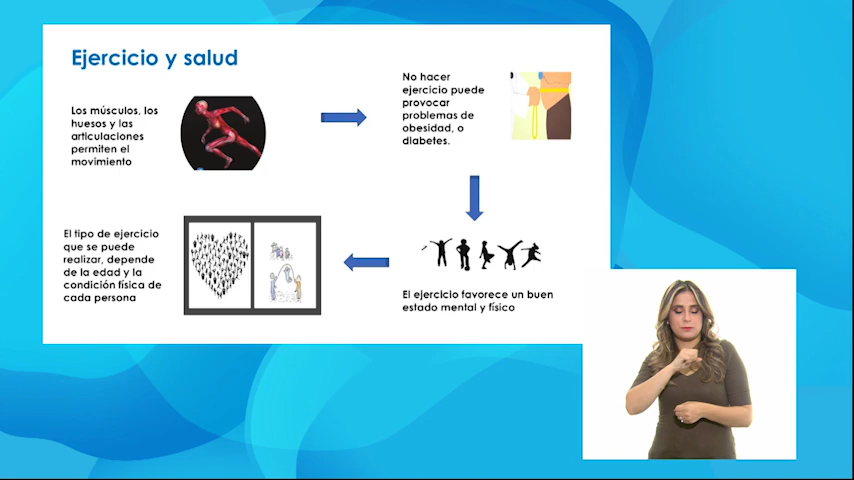 Ejercicio y salud
Los músculos, los
huesos y las
articulaciones
permiten el
movimiento
No hacer
ejercicio puede
provocar
problemas de
obesidad, o
diabetes.
El ejercicio favorece un buen
estado mental y físico
El tipo de ejercicio
que se puede
realizar, depende
de la edad y la
condición física de
cada persona